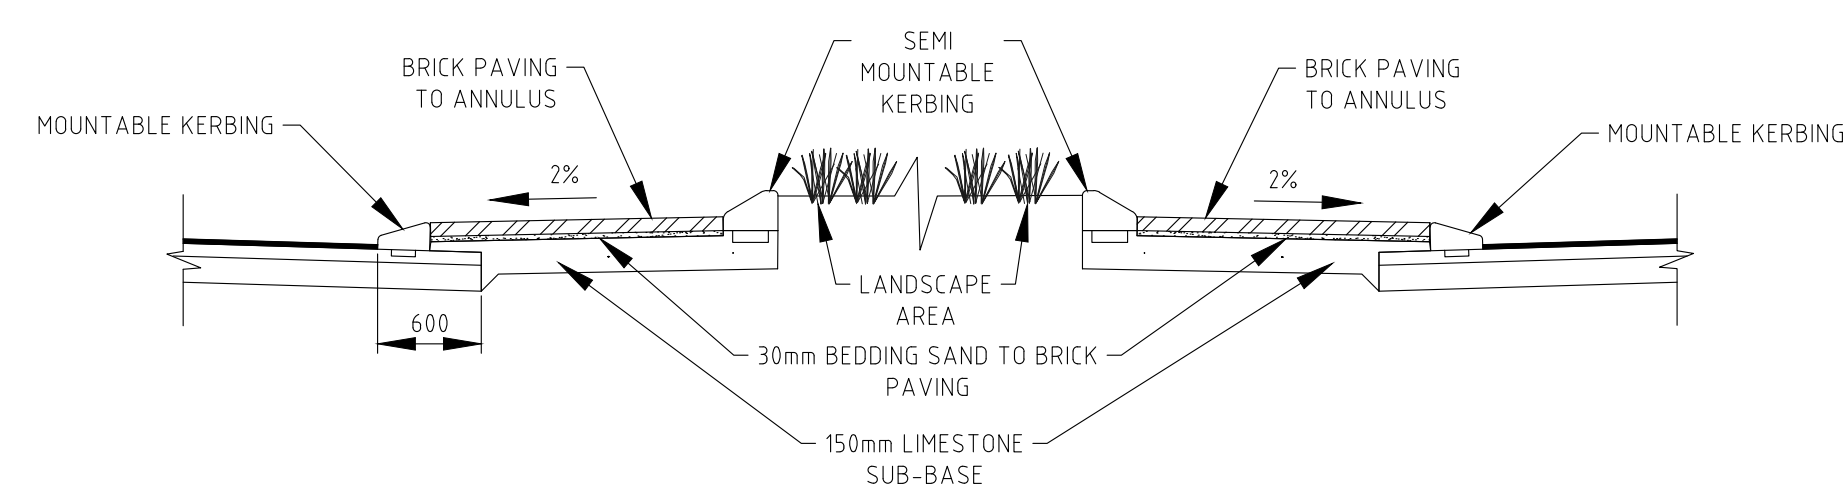 SEMI
MOUNTABLE
KERBING
BRICK PAVING
TO ANNULUS
BRICK PAVING
TO ANNULUS
MOUNTABLE KERBING
MOUNTABLE KERBING
2%
2%
LANDSCAPE
AREA
600
30mm BEDDING SAND TO BRICK
PAVING
150mm LIMESTONE
SUB-BASE